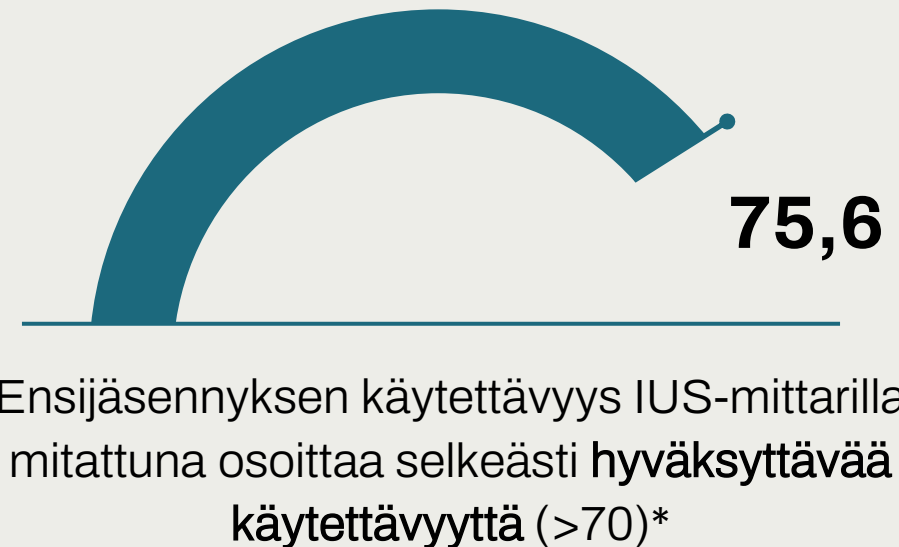 75,6
Ensijäsennyksen käytettävyys IUS-mittarilla
mitattuna osoittaa selkeästi hyväksyttävää
käytettävyyttä (>70)*